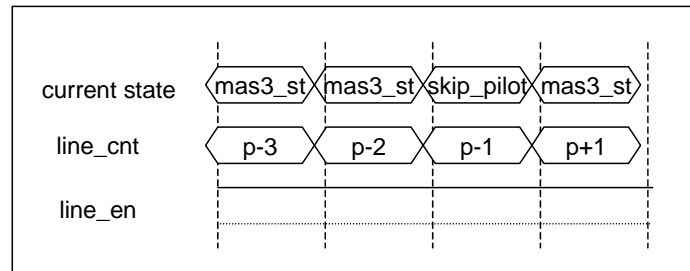 current state mas3_st mas3_st skip_pilot mas3_st
line_cnt p-3 p-2 p-1 p+1
line_en